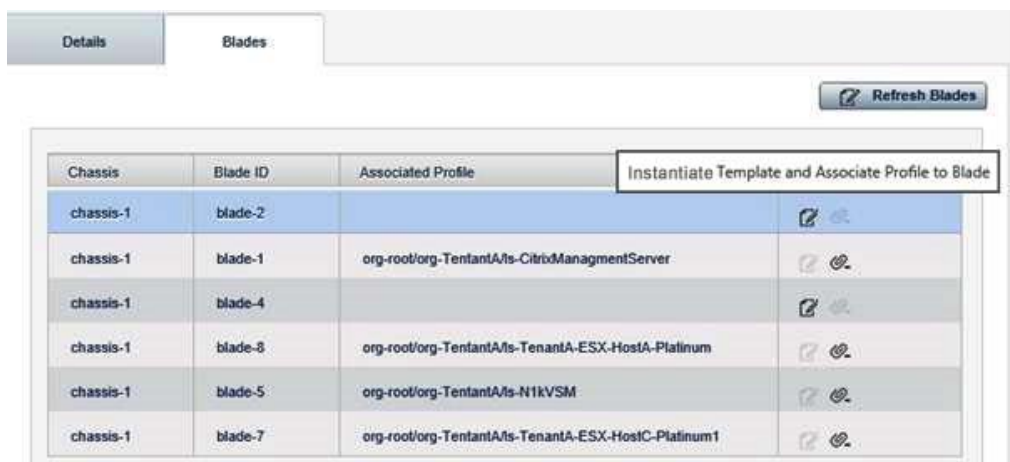 Details Blades
Refresh Blades
Chassis Blade ID Associated Profile Instantiate Template and Associate Profile to Blade
chassis-1 blade-2
chassis-1 blade-1 org-root/org-TentantA/ls-CitrixManagmentServer
chassis-1 blade-4
chassis-1 blade-8 org-root/org-TentantA/ls-TenantA-ESX-HostA-Platinum
chassis-1 blade-5 org-root/org-TentantA/ls-N1kVSM
chassis-1 blade-7 org-root/org-TentantA/ls-TenantA-ESX-HostC-Platinum1